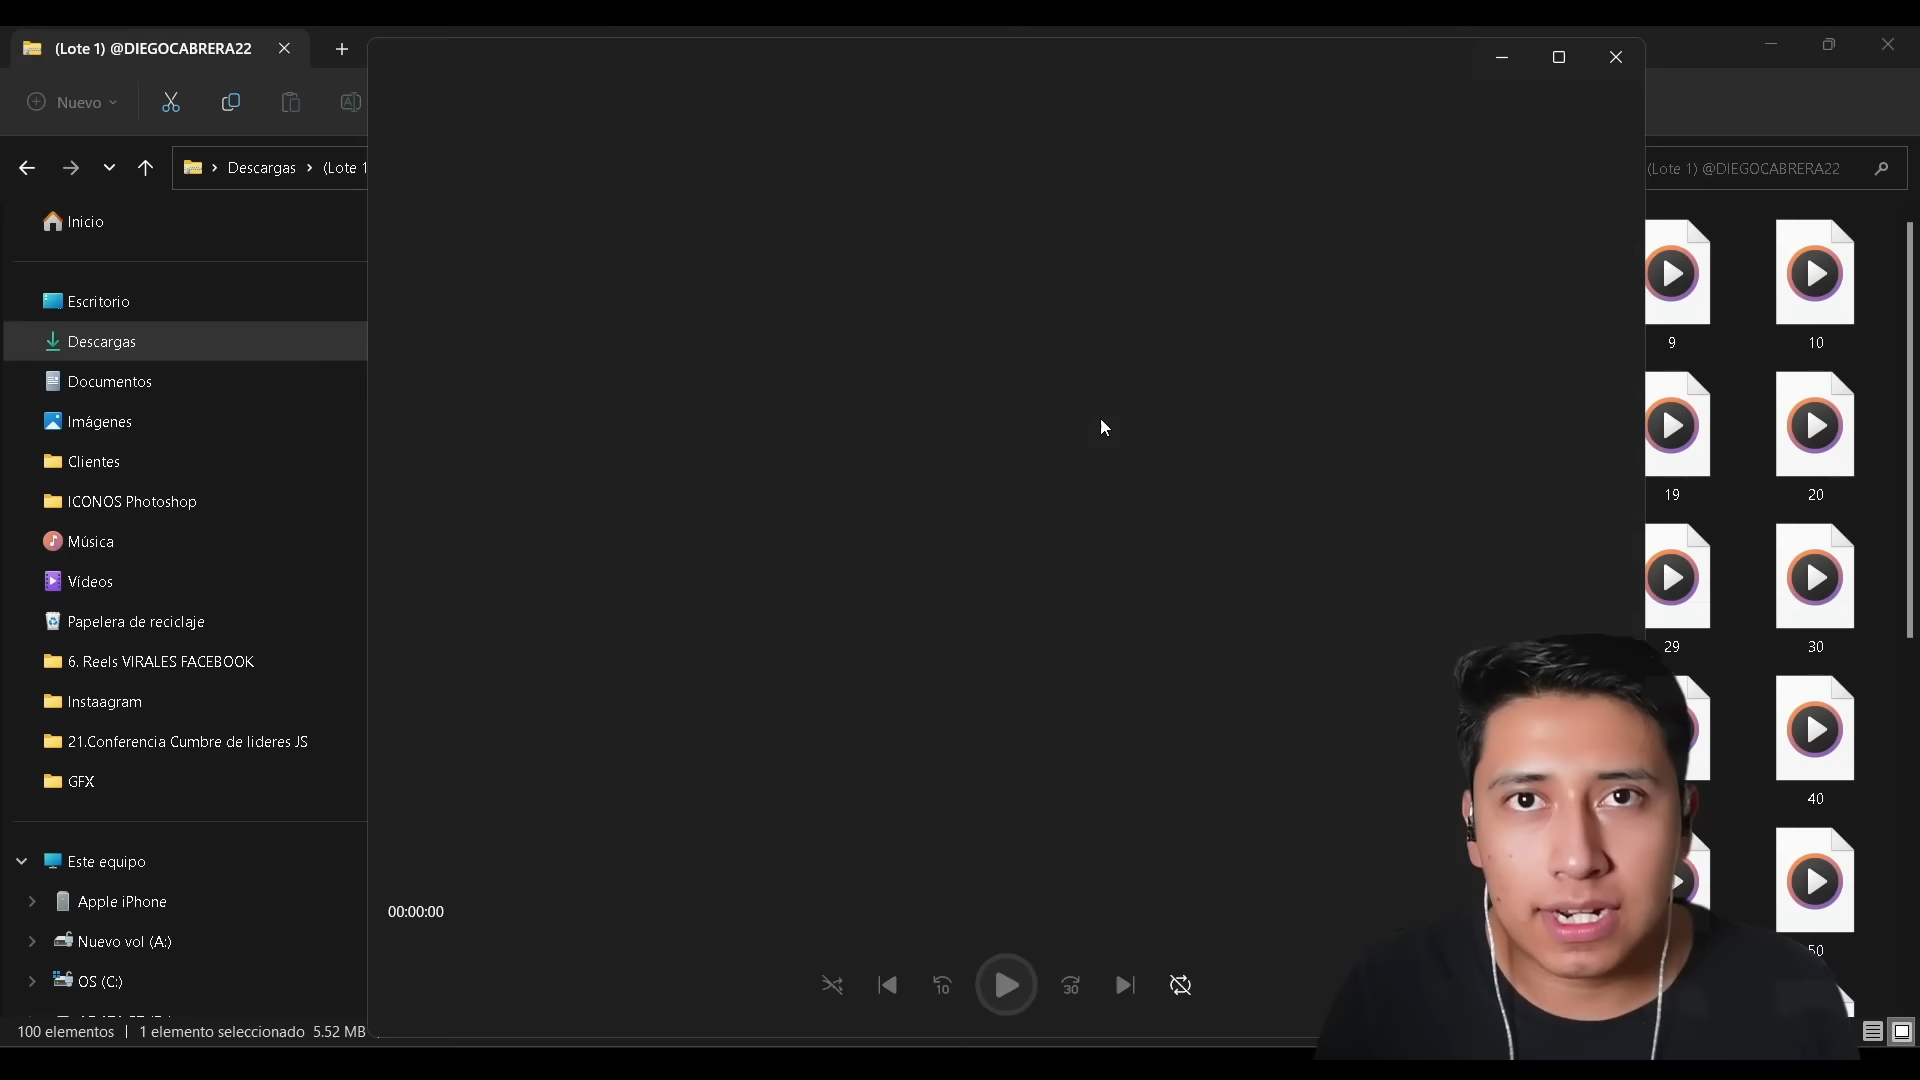 (Lote 1) @DIEGOCABRERA22
Nuevo
Descargas > (Lote 1
(Lote 1) @DIEGOCABRERA22
Inicio
Escritorio
Descargas
Documentos
Imágenes
Clientes
ICONOS Photoshop
Música
Vídeos
Papelera de reciclaje
6. Reels VIRALES FACEBOOK
Instaagram
21.Conferencia Cumbre de lideres JS
GFX
Este equipo
Apple iPhone
Nuevo vol (A:)
OS (C:)
9
10
19
20
29
30
40
50
00:00:00
10
30
100 elementos | 1 elemento seleccionado 5.52 MB